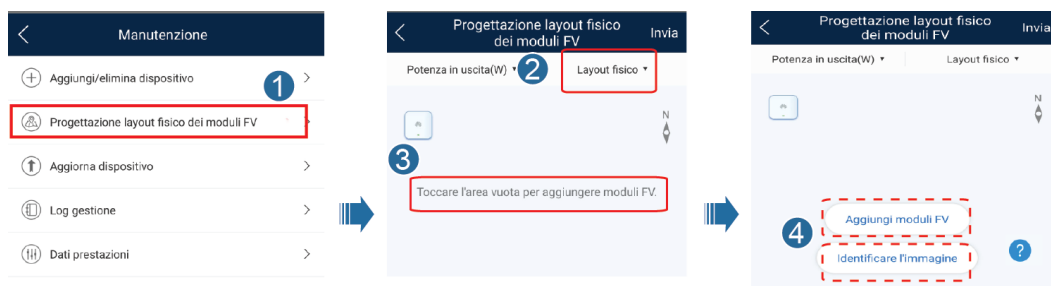 Manutenzione
Aggiungi/elimina dispositivo
1
Progettazione layout fisico dei moduli FV
Aggiorna dispositivo
Log gestione
Dati prestazioni
Progettazione layout fisico
dei moduli FV
Invia
Potenza in uscita(W)
2
Layout fisico
N
3
Toccare l'area vuota per aggiungere moduli FV.
Progettazione layout fisico
dei moduli FV
Invia
Potenza in uscita(W)
Layout fisico
N
4
Aggiungi moduli FV
Identificare l'immagine
?